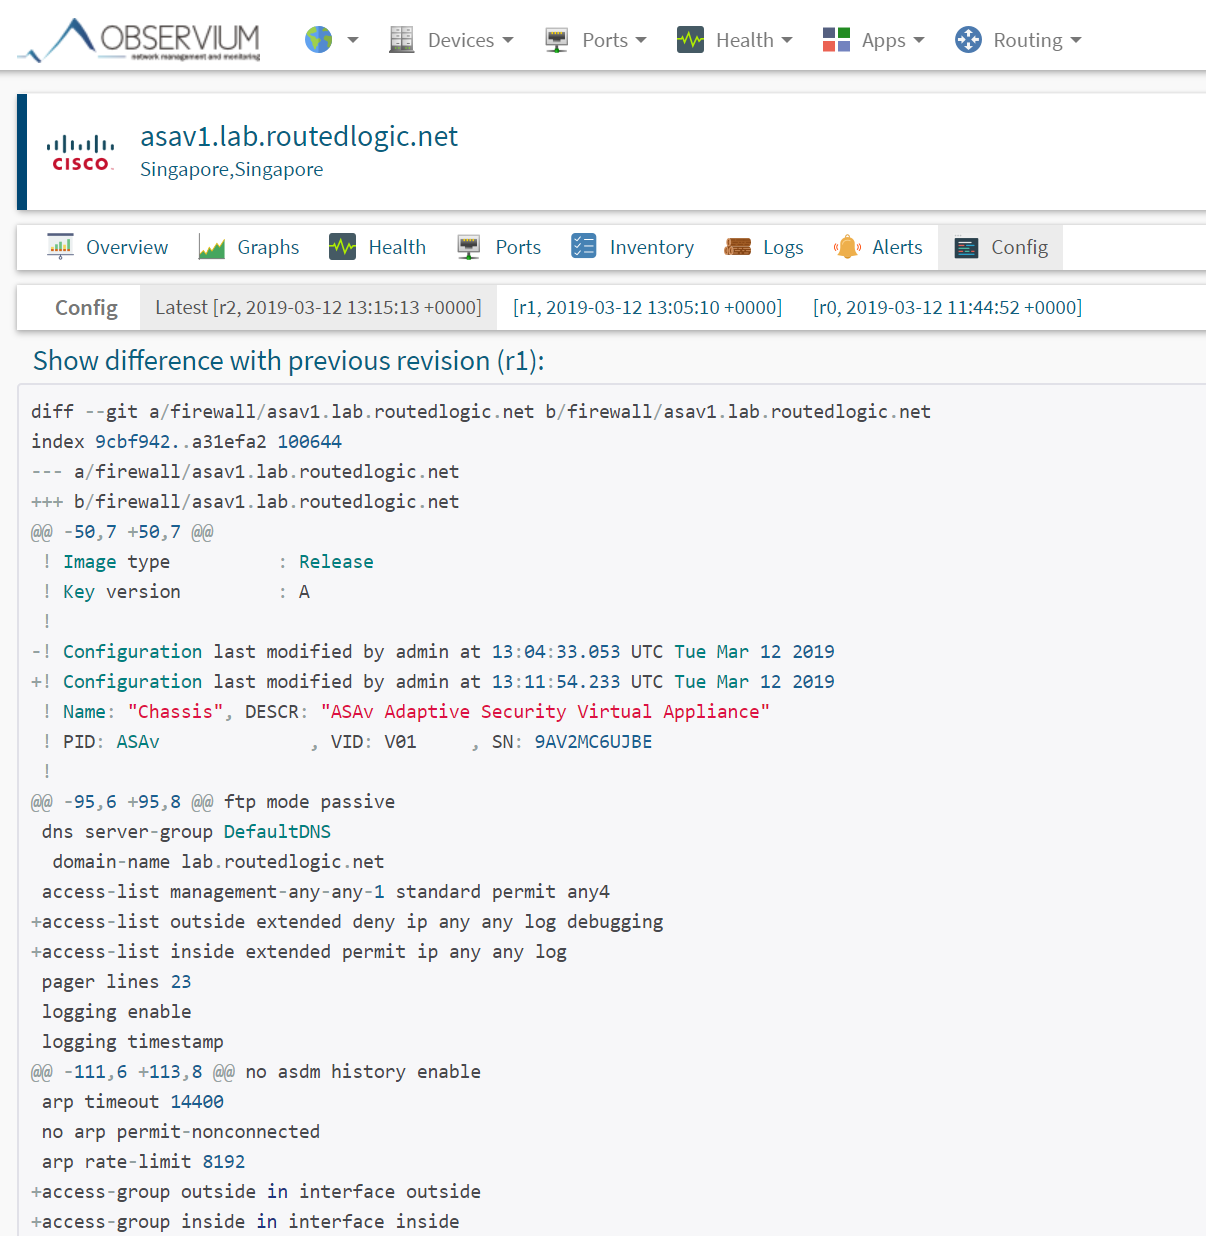 OBSERVIUM
network management and monitoring
Devices Ports Health Apps Routing
CISCO
asav1.lab.routedlogic.net
Singapore,Singapore
Overview Graphs Health Ports Inventory Logs Alerts Config
Config Latest [r2, 2019-03-12 13:15:13 +0000] [r1, 2019-03-12 13:05:10 +0000] [r0, 2019-03-12 11:44:52 +0000]
Show difference with previous revision (r1):
diff --git a/firewall/asav1.lab.routedlogic.net b/firewall/asav1.lab.routedlogic.net
index 9cbf942..a31efa2 100644
--- a/firewall/asav1.lab.routedlogic.net
+++ b/firewall/asav1.lab.routedlogic.net
@@ -50,7 +50,7 @@
 ! Image type          : Release
 ! Key version         : A
 !
-! Configuration last modified by admin at 13:04:33.053 UTC Tue Mar 12 2019
+! Configuration last modified by admin at 13:11:54.233 UTC Tue Mar 12 2019
 ! Name: "Chassis", DESCR: "ASAv Adaptive Security Virtual Appliance"
 ! PID: ASAv              , VID: V01     , SN: 9AV2MC6UJBE
 !
@@ -95,6 +95,8 @@ ftp mode passive
 dns server-group DefaultDNS
  domain-name lab.routedlogic.net
 access-list management-any-any-1 standard permit any4
+access-list outside extended deny ip any any log debugging
+access-list inside extended permit ip any any log
 pager lines 23
 logging enable
 logging timestamp
@@ -111,6 +113,8 @@ no asdm history enable
 arp timeout 14400
 no arp permit-nonconnected
 arp rate-limit 8192
+access-group outside in interface outside
+access-group inside in interface inside